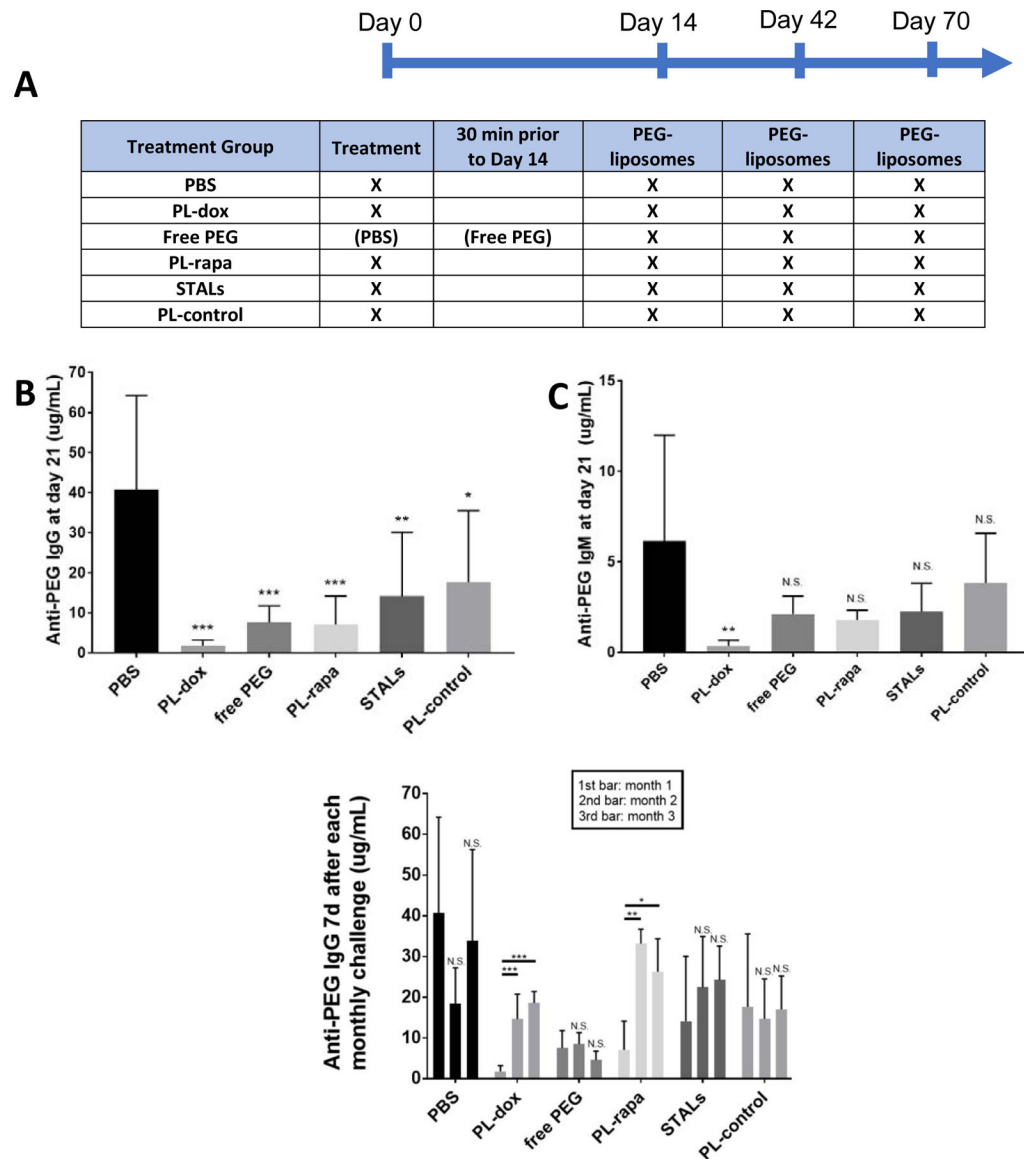 Day 0 Day 14 Day 42 Day 70
A
Treatment Group Treatment 30 min prior to Day 14 PEG-liposomes PEG-liposomes PEG-liposomes
PBS X X X X
PL-dox X X X X
Free PEG (PBS) (Free PEG) X X X
PL-rapa X X X X
STALs X X X X
PL-control X X X X
B
Anti-PEG IgG at day 21 (ug/mL)
70
60
50
40
30
20
10
0
*** *** *** ** *
PBS PL-dox free PEG PL-rapa STALs PL-control
C
Anti-PEG IgM at day 21 (ug/mL)
15
10
5
0
** N.S. N.S. N.S. N.S.
PBS PL-dox free PEG PL-rapa STALs PL-control
1st bar: month 1
2nd bar: month 2
3rd bar: month 3
Anti-PEG IgG 7d after each
monthly challenge (ug/mL)
70
60
50
40
30
20
10
0
N.S. N.S. *** *** N.S. N.S. ** * N.S. N.S. N.S. N.S.
PBS PL-dox free PEG PL-rapa STALs PL-control